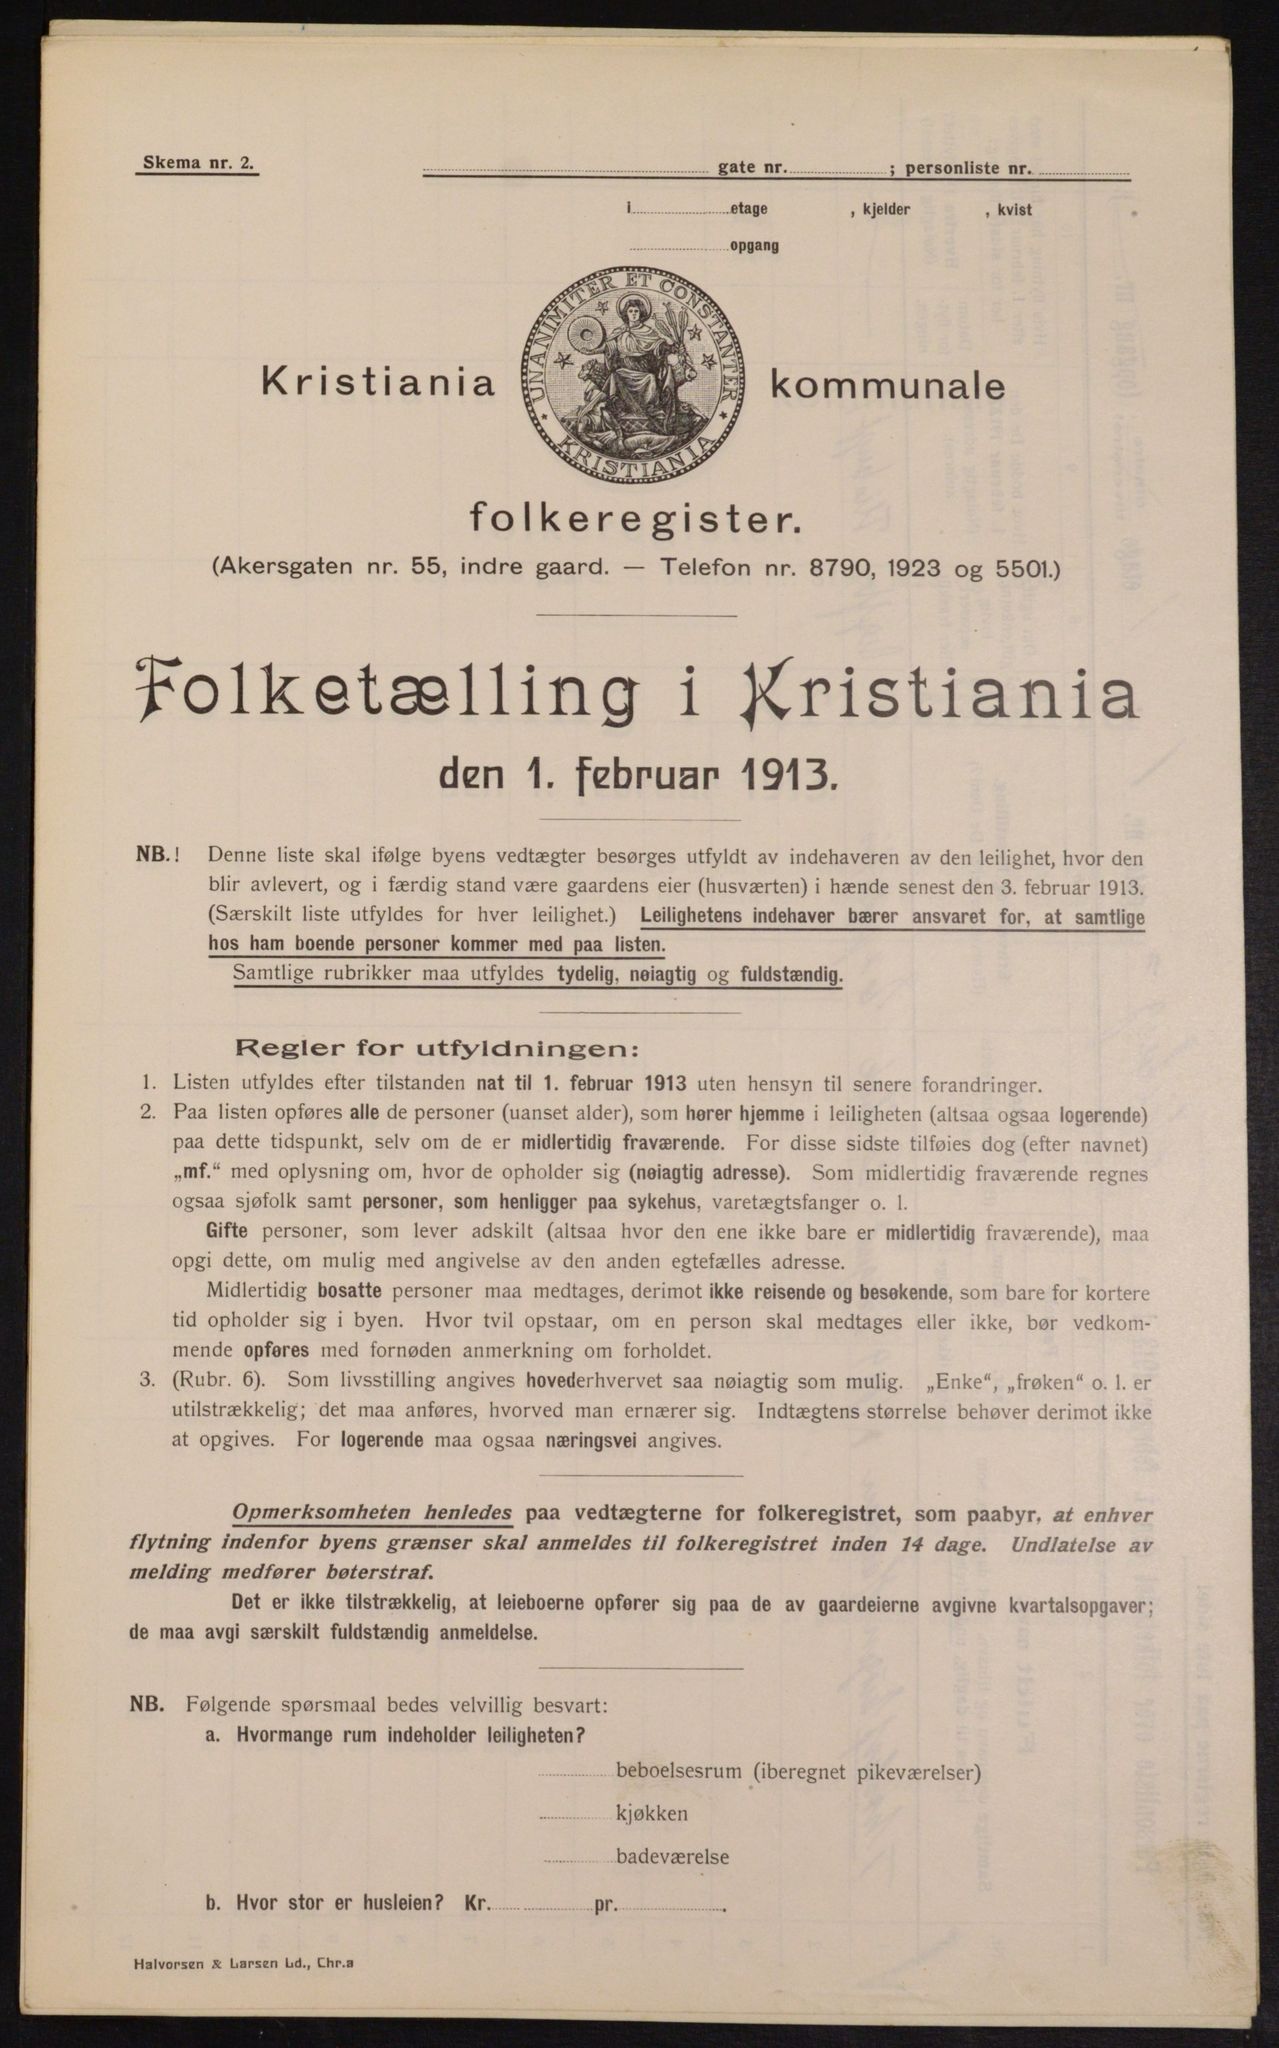 Skema nr. 2.
gate nr. ; personliste nr.
i etage , kjelder , kvist
opgang
UNANIMITER ET CONSTANTER
KRISTIANIA
Kristiania kommunale
folkeregister.
(Akersgaten nr. 55, indre gaard. — Telefon nr. 8790, 1923 og 5501.)
Folketælling i Kristiania
den 1. februar 1913.
NB.! Denne liste skal ifølge byens vedtægter besørges utfyldt av indehaveren av den leilighet, hvor den
blir avlevert, og i færdig stand være gaardens eier (husværten) i hænde senest den 3. februar 1913.
(Særskilt liste utfyldes for hver leilighet.) Leilighetens indehaver bærer ansvaret for, at samtlige
hos ham boende personer kommer med paa listen.
Samtlige rubrikker maa utfyldes tydelig, nøiagtig og fuldstændig.
Regler for utfyldningen:
1. Listen utfyldes efter tilstanden nat til 1. februar 1913 uten hensyn til senere forandringer.
2. Paa listen opføres alle de personer (uanset alder), som hører hjemme i leiligheten (altsaa ogsaa logerende)
paa dette tidspunkt, selv om de er midlertidig fraværende. For disse sidste tilføies dog (efter navnet)
„mf.“ med oplysning om, hvor de opholder sig (nøiagtig adresse). Som midlertidig fraværende regnes
ogsaa sjøfolk samt personer, som henligger paa sykehus, varetægtsfanger o. l.
Gifte personer, som lever adskilt (altsaa hvor den ene ikke bare er midlertidig fraværende), maa
opgi dette, om mulig med angivelse av den anden egtefælles adresse.
Midlertidig bosatte personer maa medtages, derimot ikke reisende og besøkende, som bare for kortere
tid opholder sig i byen. Hvor tvil opstaar, om en person skal medtages eller ikke, bør vedkom-
mende opføres med fornøden anmerkning om forholdet.
3. (Rubr. 6). Som livsstilling angives hovederhvervet saa nøiagtig som mulig. „Enke“, „frøken“ o. l. er
utilstrækkelig; det maa anføres, hvorved man ernærer sig. Indtægtens størrelse behøver derimot ikke
at opgives. For logerende maa ogsaa næringsvei angives.
Opmerksomheten henledes paa vedtægterne for folkeregistret, som paabyr, at enhver
flytning indenfor byens grænser skal anmeldes til folkeregistret inden 14 dage. Undlatelse av
melding medfører bøterstraf.
Det er ikke tilstrækkelig, at leieboerne opfører sig paa de av gaardeierne avgivne kvartalsopgaver;
de maa avgi særskilt fuldstændig anmeldelse.
NB. Følgende spørsmaal bedes velvillig besvart:
a. Hvormange rum indeholder leiligheten?
beboelsesrum (iberegnet pikeværelser)
kjøkken
badeværelse
b. Hvor stor er husleien? Kr. pr. .
Halvorsen & Larsen Ld., Chr.a